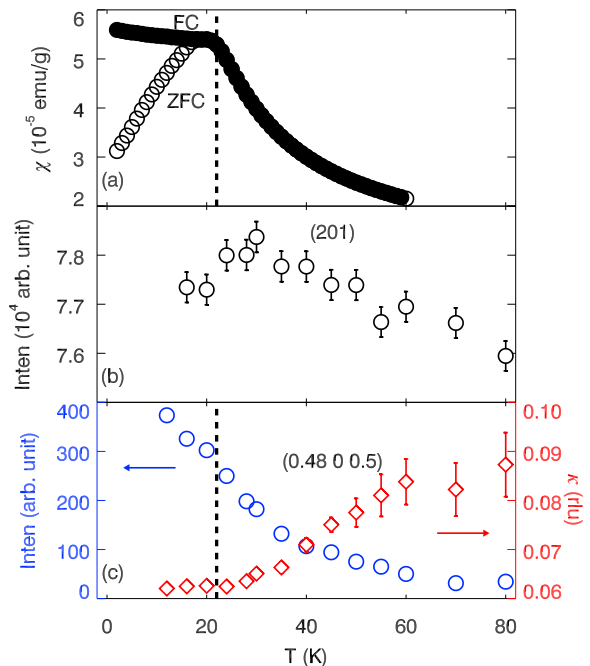 6
5
4
3
2
χ (10⁻⁵ emu/g)
FC
ZFC
(a)
7.8
7.7
7.6
Inten (10⁴ arb. unit)
(201)
(b)
400
300
200
100
0
Inten (arb. unit)
(0.48 0 0.5)
(c)
0.10
0.09
0.08
0.07
0.06
κ (rlu)
0 20 40 60 80
T (K)